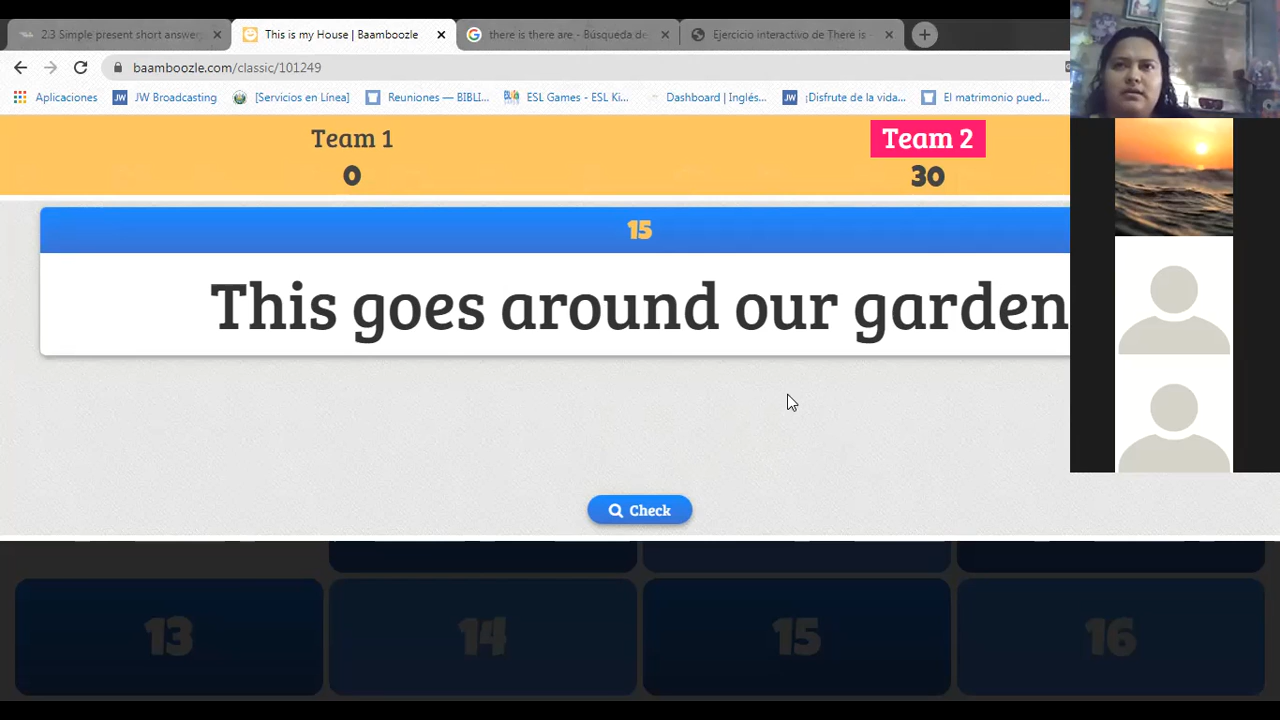 2.3 Simple present short answer
This is my House | Baamboozle
there is there are - Búsqueda de
Ejercicio interactivo de There is
baamboozle.com/classic/101249
Aplicaciones
JW Broadcasting
[Servicios en Línea]
Reuniones — BIBLI...
ESL Games - ESL Ki...
Dashboard | Inglés...
¡Disfrute de la vida...
El matrimonio pued...
Team 1
Team 2
0
30
15
This goes around our garden
Check
13
14
15
16